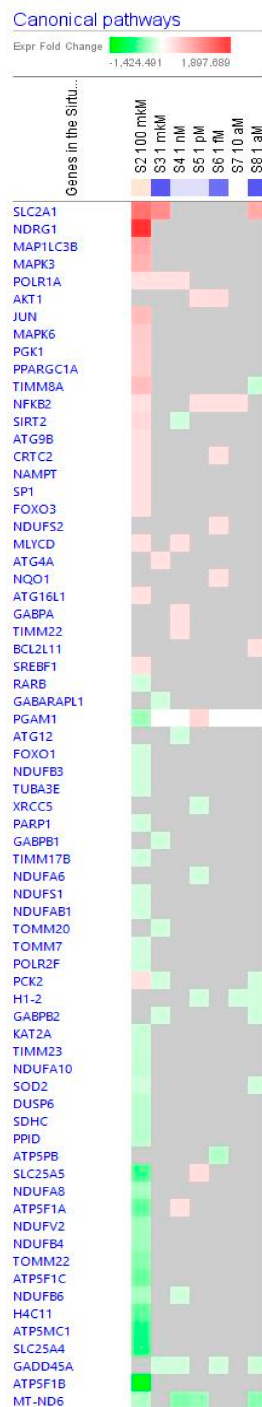 Canonical pathways
Expr Fold Change
-1,424.491 1,897.689
Genes in the Sirtu...
S2 100 mkM
S3 1 mkM
S4 1 nM
S5 1 pM
S6 1 fM
S7 10 aM
S8 1 aM
SLC2A1
NDRG1
MAP1LC3B
MAPK3
POLR1A
AKT1
JUN
MAPK6
PGK1
PPARGC1A
TIMM8A
NFKB2
SIRT2
ATG9B
CRTC2
NAMPT
SP1
FOXO3
NDUFS2
MLYCD
ATG4A
NQO1
ATG16L1
GABPA
TIMM22
BCL2L11
SREBF1
RARB
GABARAPL1
PGAM1
ATG12
FOXO1
NDUFB3
TUBA3E
XRCC5
PARP1
GABPB1
TIMM17B
NDUFA6
NDUFS1
NDUFAB1
TOMM20
TOMM7
POLR2F
PCK2
H1-2
GABPB2
KAT2A
TIMM23
NDUFA10
SOD2
DUSP6
SDHC
PPID
ATP5PB
SLC25A5
NDUFA8
ATP5F1A
NDUFV2
NDUFB4
TOMM22
ATP5F1C
NDUFB6
H4C11
ATP5MC1
SLC25A4
GADD45A
ATP5F1B
MT-ND6